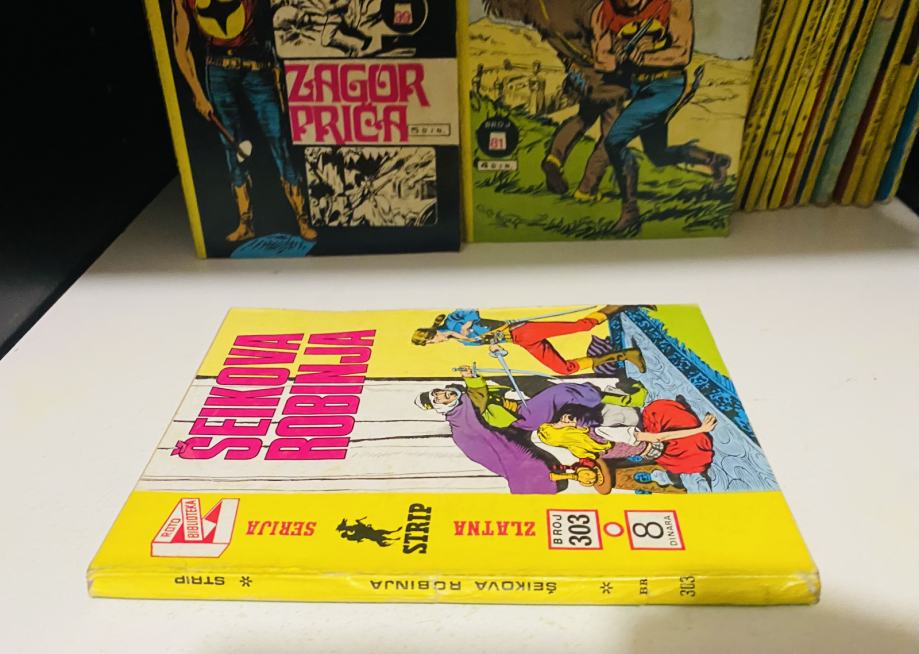 ZAGOR
PRIČA
5 DIN.
BROJ
81
4 DIN.
ŠEIKOVA
ROBINJA
ROTO
BIBLIOTEKA
SERIJA
STRIP
ZLATNA
BROJ
303
8
DINARA
STRIP * ŠEIKOVA ROBINJA * BR 303